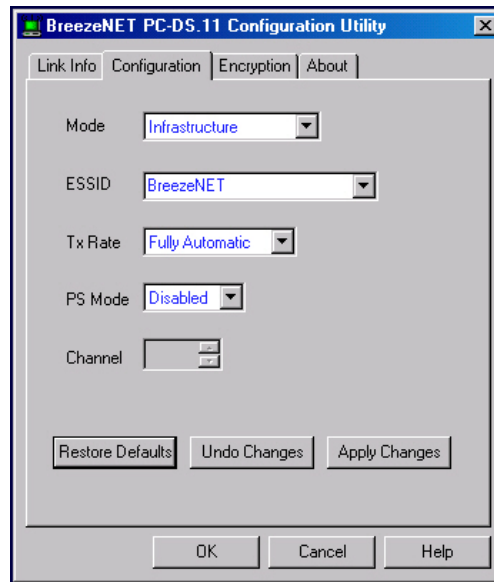 BreezeNET PC-DS.11 Configuration Utility
Link Info Configuration Encryption About
Mode Infrastructure
ESSID BreezeNET
Tx Rate Fully Automatic
PS Mode Disabled
Channel
Restore Defaults Undo Changes Apply Changes
OK Cancel Help